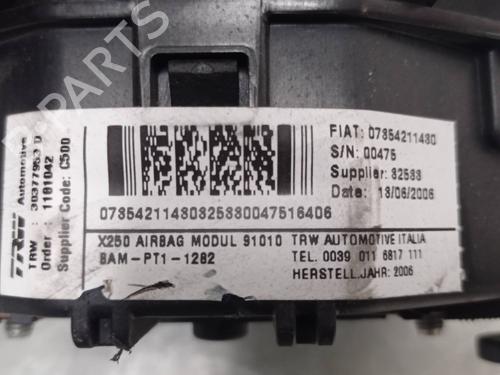 B-PARTS
TRW Automotive
TRW : 30377953 D
Order : 1181042
Supplier Code: C500
FIAT: 07354211430
S/N: 00475
Supplier: 82583
Date: 13/06/2006
07354211430825830047516406
X250 AIRBAG MODUL 91010
BAM-PT1-1282
TRW AUTOMOTIVE ITALIA
TEL. 0039 011 6817 111
HERSTELL.JAHR: 2006